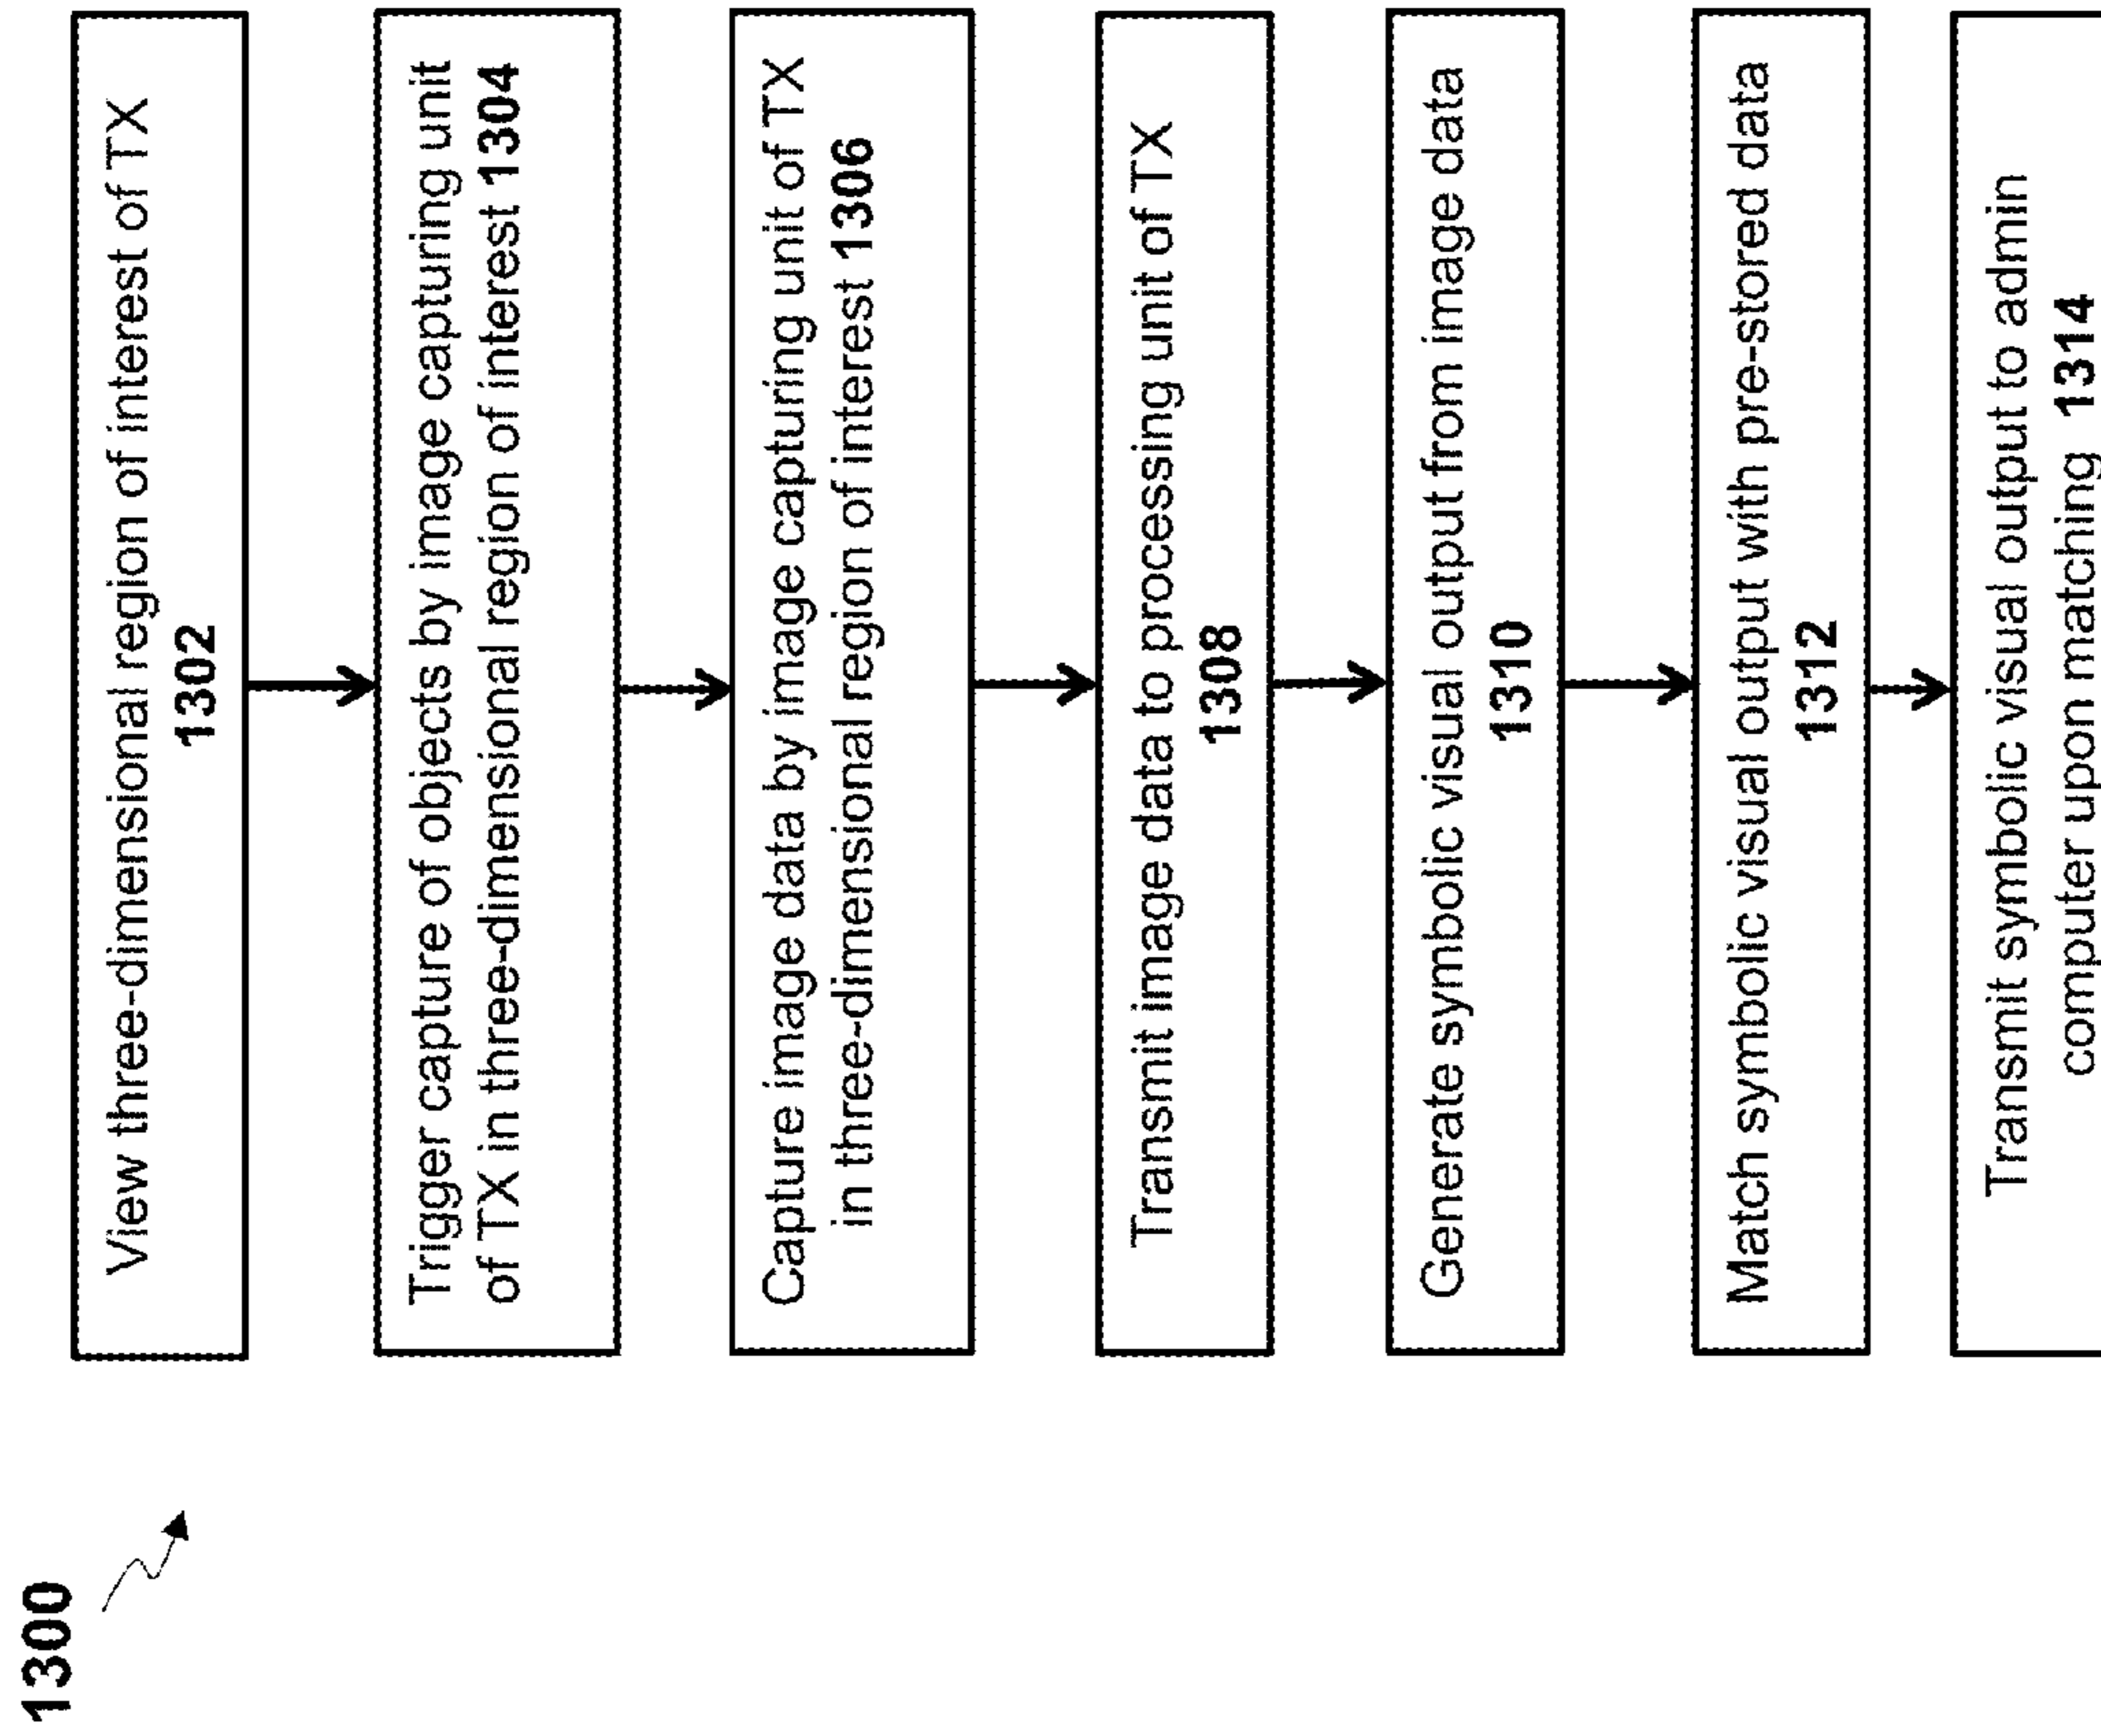 1300
View three-dimensional region of interest of TX
1302
Trigger capture of objects by image capturing unit
of TX in three-dimensional region of interest 1304
Capture image data by image capturing unit of TX
in three-dimensional region of interest 1306
Transmit image data to processing unit of TX
1308
Generate symbolic visual output from image data
1310
Match symbolic visual output with pre-stored data
1312
Transmit symbolic visual output to admin
computer upon matching 1314